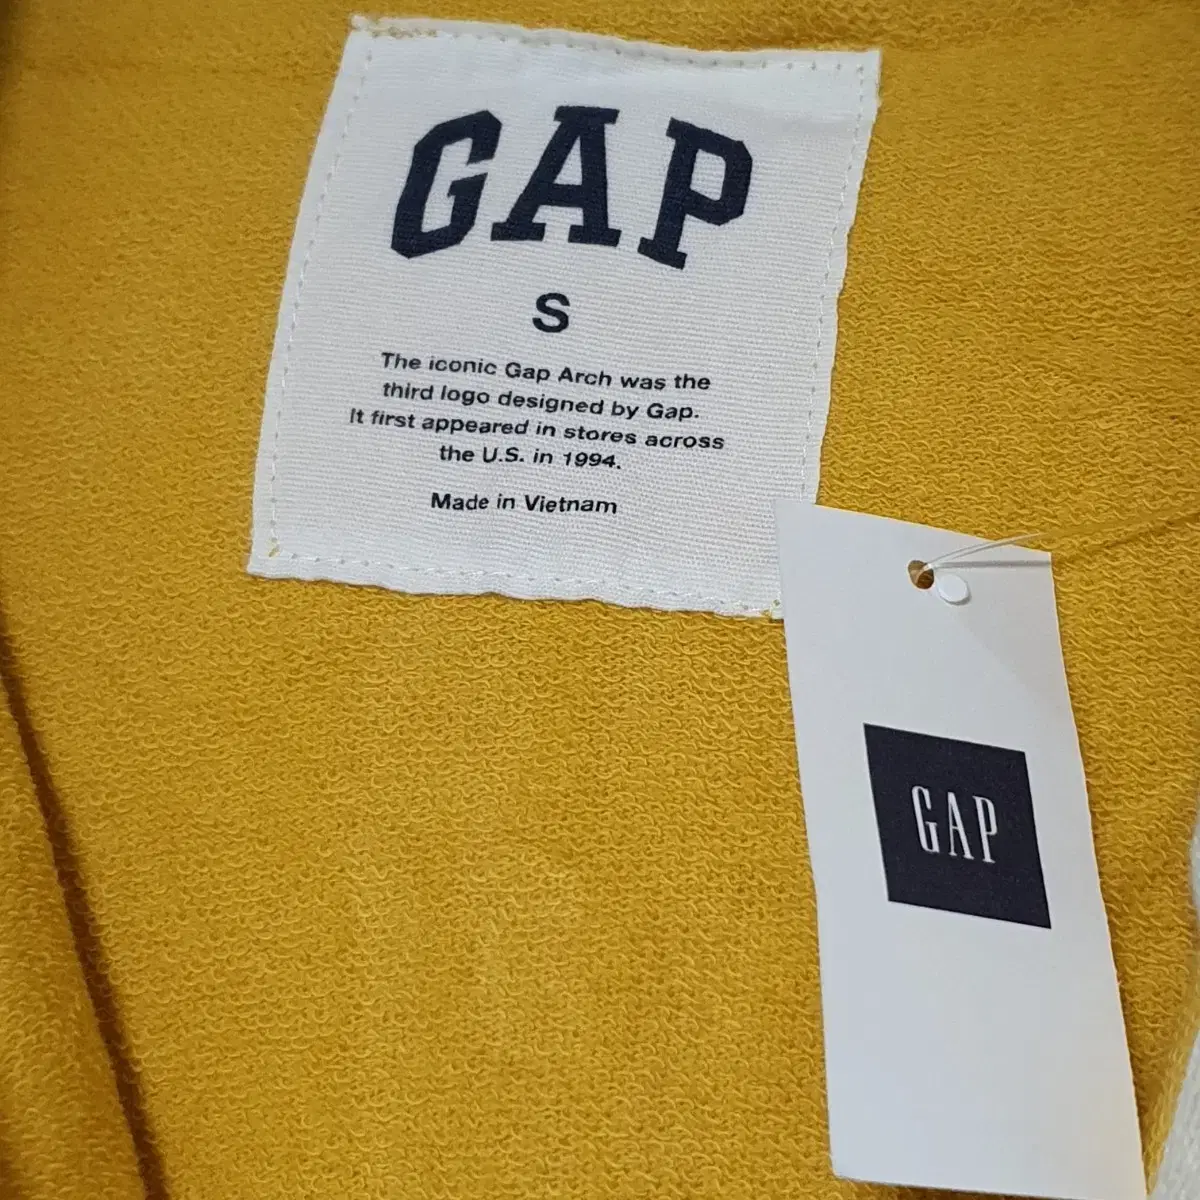 GAP
S
The iconic Gap Arch was the
third logo designed by Gap.
It first appeared in stores across
the U.S. in 1994.
Made in Vietnam
GAP